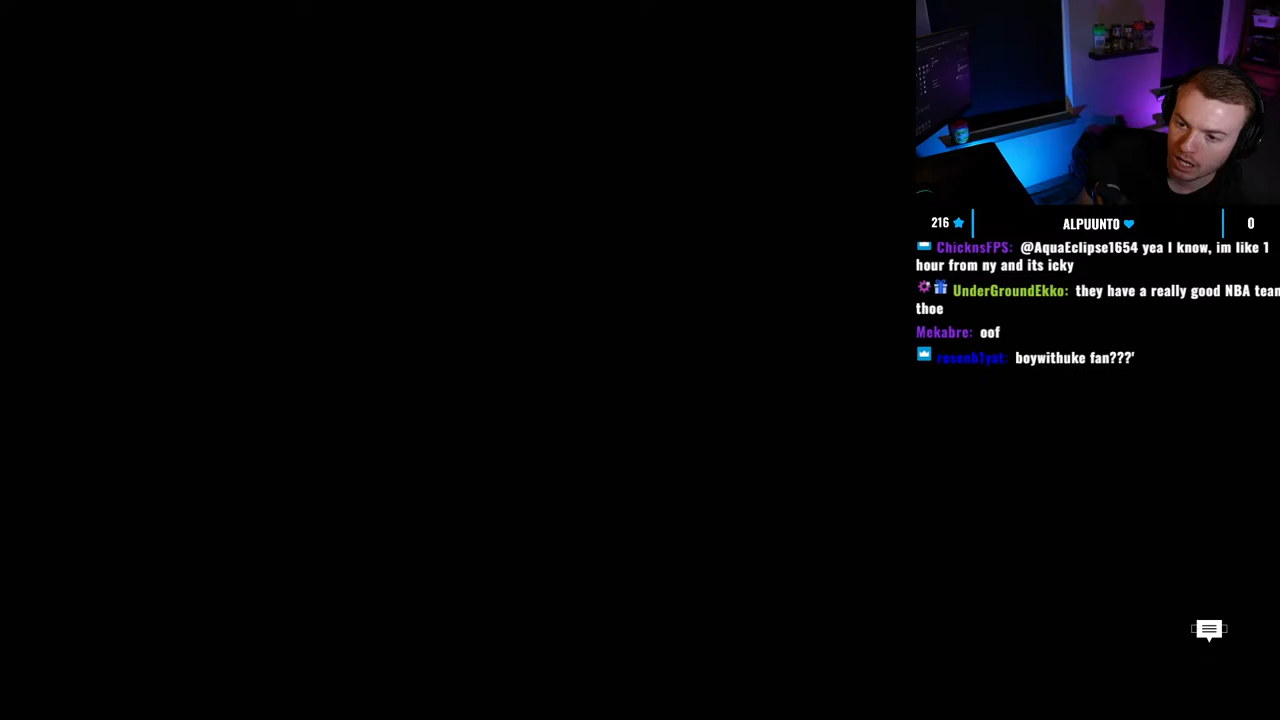 216 ALPUUNTO 0
ChicknsFPS: @AquaEclipse1654 yea I know, im like 1
hour from ny and its icky
UnderGroundEkko: they have a really good NBA team
thoe
Mekabre: oof
boywithuke fan???'